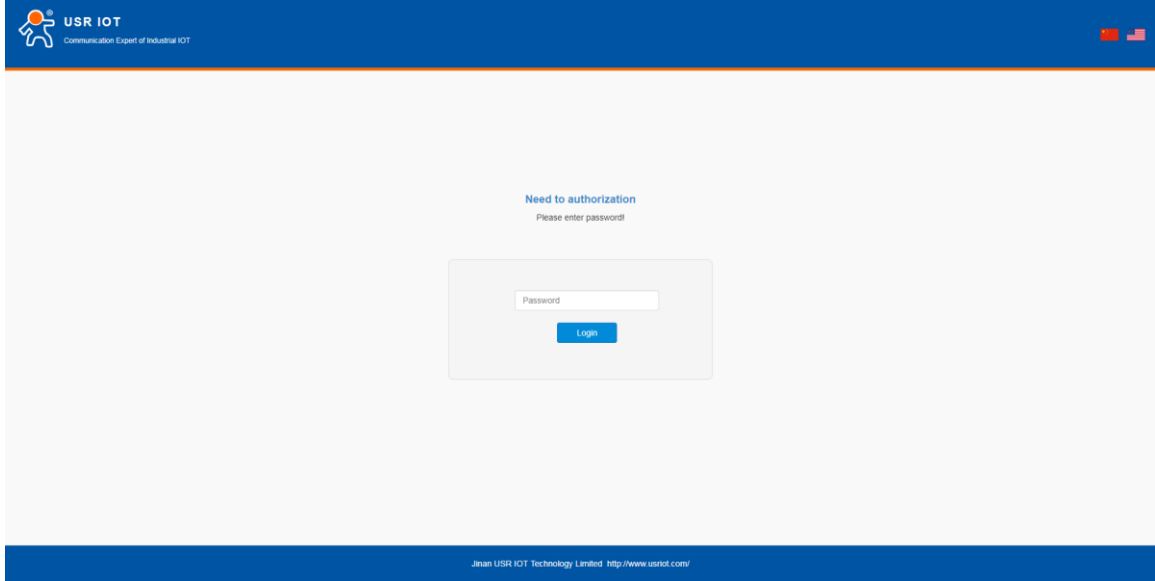 USR IOT
Communication Expert of Industrial IOT
Need to authorization
Please enter password!
Password
Login
Jinan USR IOT Technology Limited http://www.usriot.com/